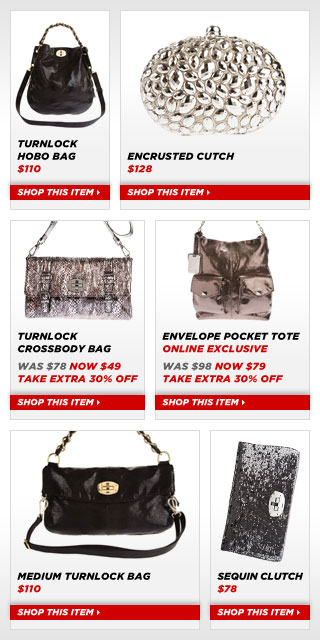 TURNLOCK
HOBO BAG
$110
SHOP THIS ITEM
ENCRUSTED CUTCH
$128
SHOP THIS ITEM
TURNLOCK
CROSSBODY BAG
WAS $78 NOW $49
TAKE EXTRA 30% OFF
SHOP THIS ITEM
ENVELOPE POCKET TOTE
ONLINE EXCLUSIVE
WAS $98 NOW $79
TAKE EXTRA 30% OFF
SHOP THIS ITEM
MEDIUM TURNLOCK BAG
$110
SHOP THIS ITEM
SEQUIN CLUTCH
$78
SHOP THIS ITEM